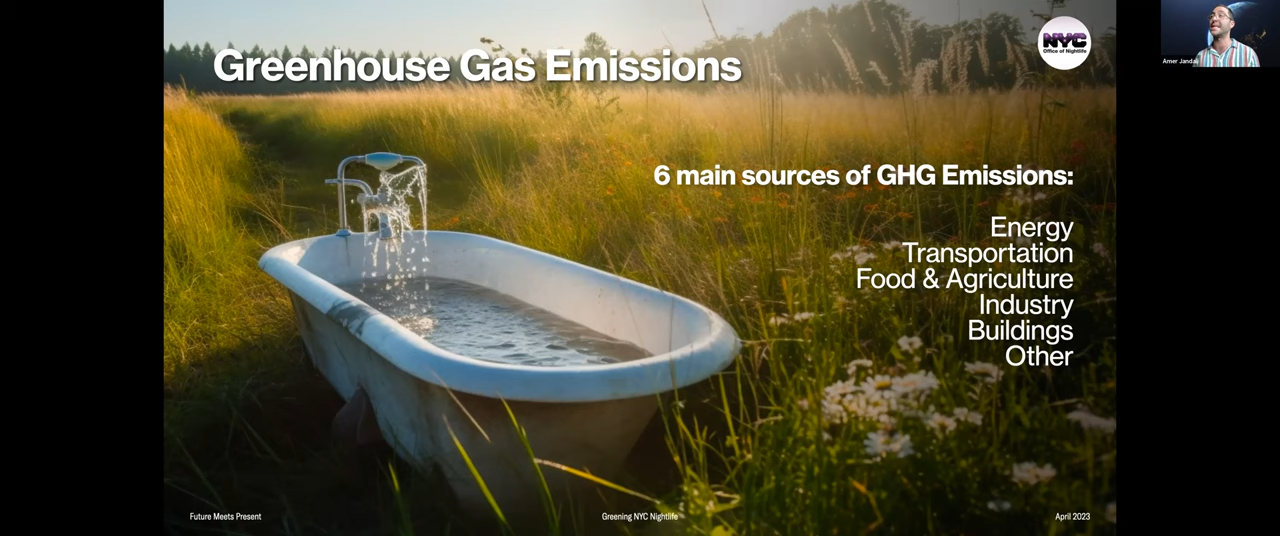 Greenhouse Gas Emissions
NYC
Office of Nightlife
Amer Jandali
6 main sources of GHG Emissions:
Energy
Transportation
Food & Agriculture
Industry
Buildings
Other
Future Meets Present
Greening NYC Nightlife
April 2023